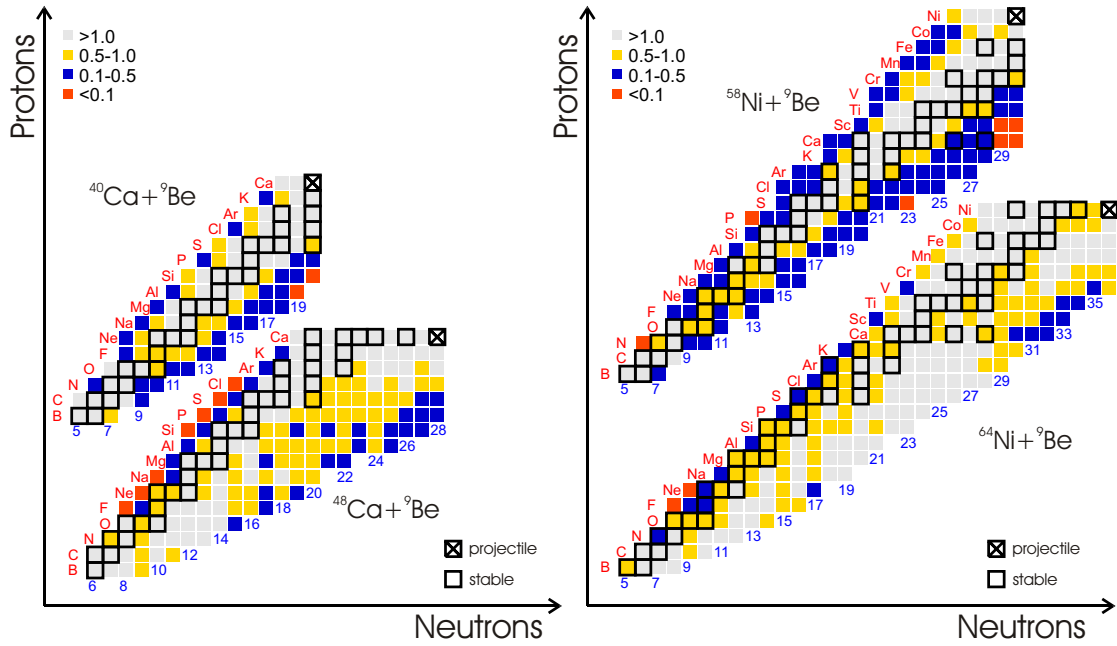 Protons
>1.0
0.5-1.0
0.1-0.5
<0.1
⁴⁰Ca+⁹Be
Ca
K
Ar
Cl
S
P
Si
Al
Mg
Na
Ne
F
O
N
C
B
5
7
9
11
13
15
17
19
⁴⁸Ca+⁹Be
Ca
K
Ar
Cl
S
P
Si
Al
Mg
Na
Ne
F
O
N
C
B
6
8
10
12
14
16
18
20
22
24
26
28
projectile
stable
Neutrons
Protons
>1.0
0.5-1.0
0.1-0.5
<0.1
⁵⁸Ni+⁹Be
Ni
Co
Fe
Mn
Cr
V
Ti
Sc
Ca
K
Ar
Cl
S
P
Si
Al
Mg
Na
Ne
F
O
N
C
B
5
7
9
11
13
15
17
19
21
23
25
27
29
⁶⁴Ni+⁹Be
Ni
Co
Fe
Mn
Cr
V
Ti
Sc
Ca
K
Ar
Cl
S
P
Si
Al
Mg
Na
Ne
F
O
N
C
B
5
7
9
11
13
15
17
19
21
23
25
27
29
31
33
35
projectile
stable
Neutrons